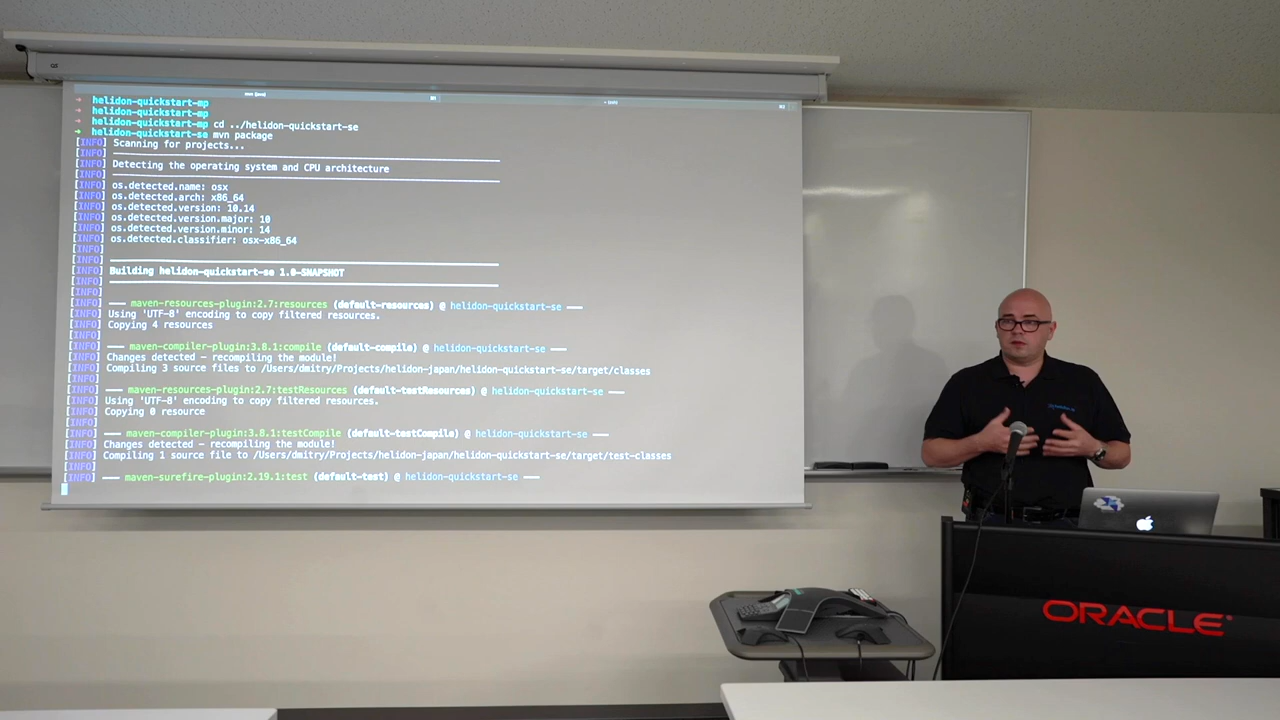 → helidon-quickstart-mp
→ helidon-quickstart-mp
→ helidon-quickstart-mp cd ../helidon-quickstart-se
→ helidon-quickstart-se mvn package
[INFO] Scanning for projects...
[INFO]
[INFO] Detecting the operating system and CPU architecture
[INFO]
[INFO] os.detected.name: osx
[INFO] os.detected.arch: x86_64
[INFO] os.detected.version: 10.14
[INFO] os.detected.version.major: 10
[INFO] os.detected.version.minor: 14
[INFO] os.detected.classifier: osx-x86_64
[INFO]
[INFO]
[INFO] Building helidon-quickstart-se 1.0-SNAPSHOT
[INFO]
[INFO]
[INFO] --- maven-resources-plugin:2.7:resources (default-resources) @ helidon-quickstart-se ---
[INFO] Using 'UTF-8' encoding to copy filtered resources.
[INFO] Copying 4 resources
[INFO]
[INFO] --- maven-compiler-plugin:3.8.1:compile (default-compile) @ helidon-quickstart-se ---
[INFO] Changes detected - recompiling the module!
[INFO] Compiling 3 source files to /Users/dmitry/Projects/helidon-japan/helidon-quickstart-se/target/classes
[INFO]
[INFO] --- maven-resources-plugin:2.7:testResources (default-testResources) @ helidon-quickstart-se ---
[INFO] Using 'UTF-8' encoding to copy filtered resources.
[INFO] Copying 0 resource
[INFO]
[INFO] --- maven-compiler-plugin:3.8.1:testCompile (default-testCompile) @ helidon-quickstart-se ---
[INFO] Changes detected - recompiling the module!
[INFO] Compiling 1 source file to /Users/dmitry/Projects/helidon-japan/helidon-quickstart-se/target/test-classes
[INFO]
[INFO] --- maven-surefire-plugin:2.19.1:test (default-test) @ helidon-quickstart-se ---
ORACLE